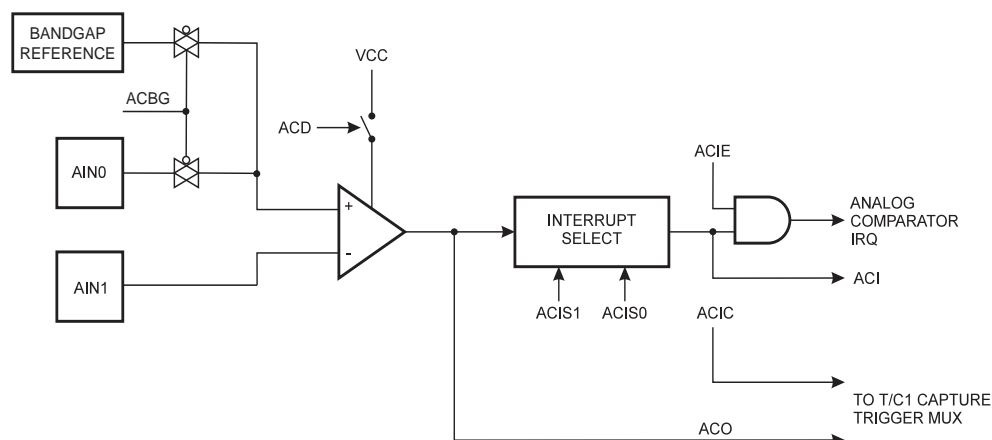 BANDGAP
REFERENCE
VCC
ACBG
ACD
ACIE
AIN0
+
INTERRUPT
SELECT
ANALOG
COMPARATOR
IRQ
-
AIN1
ACI
ACIS1
ACIS0
ACIC
TO T/C1 CAPTURE
TRIGGER MUX
ACO